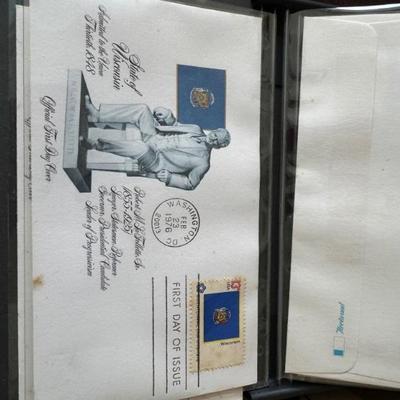 State of
Wisconsin
Admitted to the Union
Thirtieth 1848
Robert M. La Follette, Sr.
1855-1925
Lawyer, Statesman, Reformer
Governor, Presidential Candidate
Leader of Progressivism
Official First Day Cover
WASHINGTON, DC
FEB
23
1976
20013
FIRST DAY OF ISSUE
Wisconsin
Fleetwood